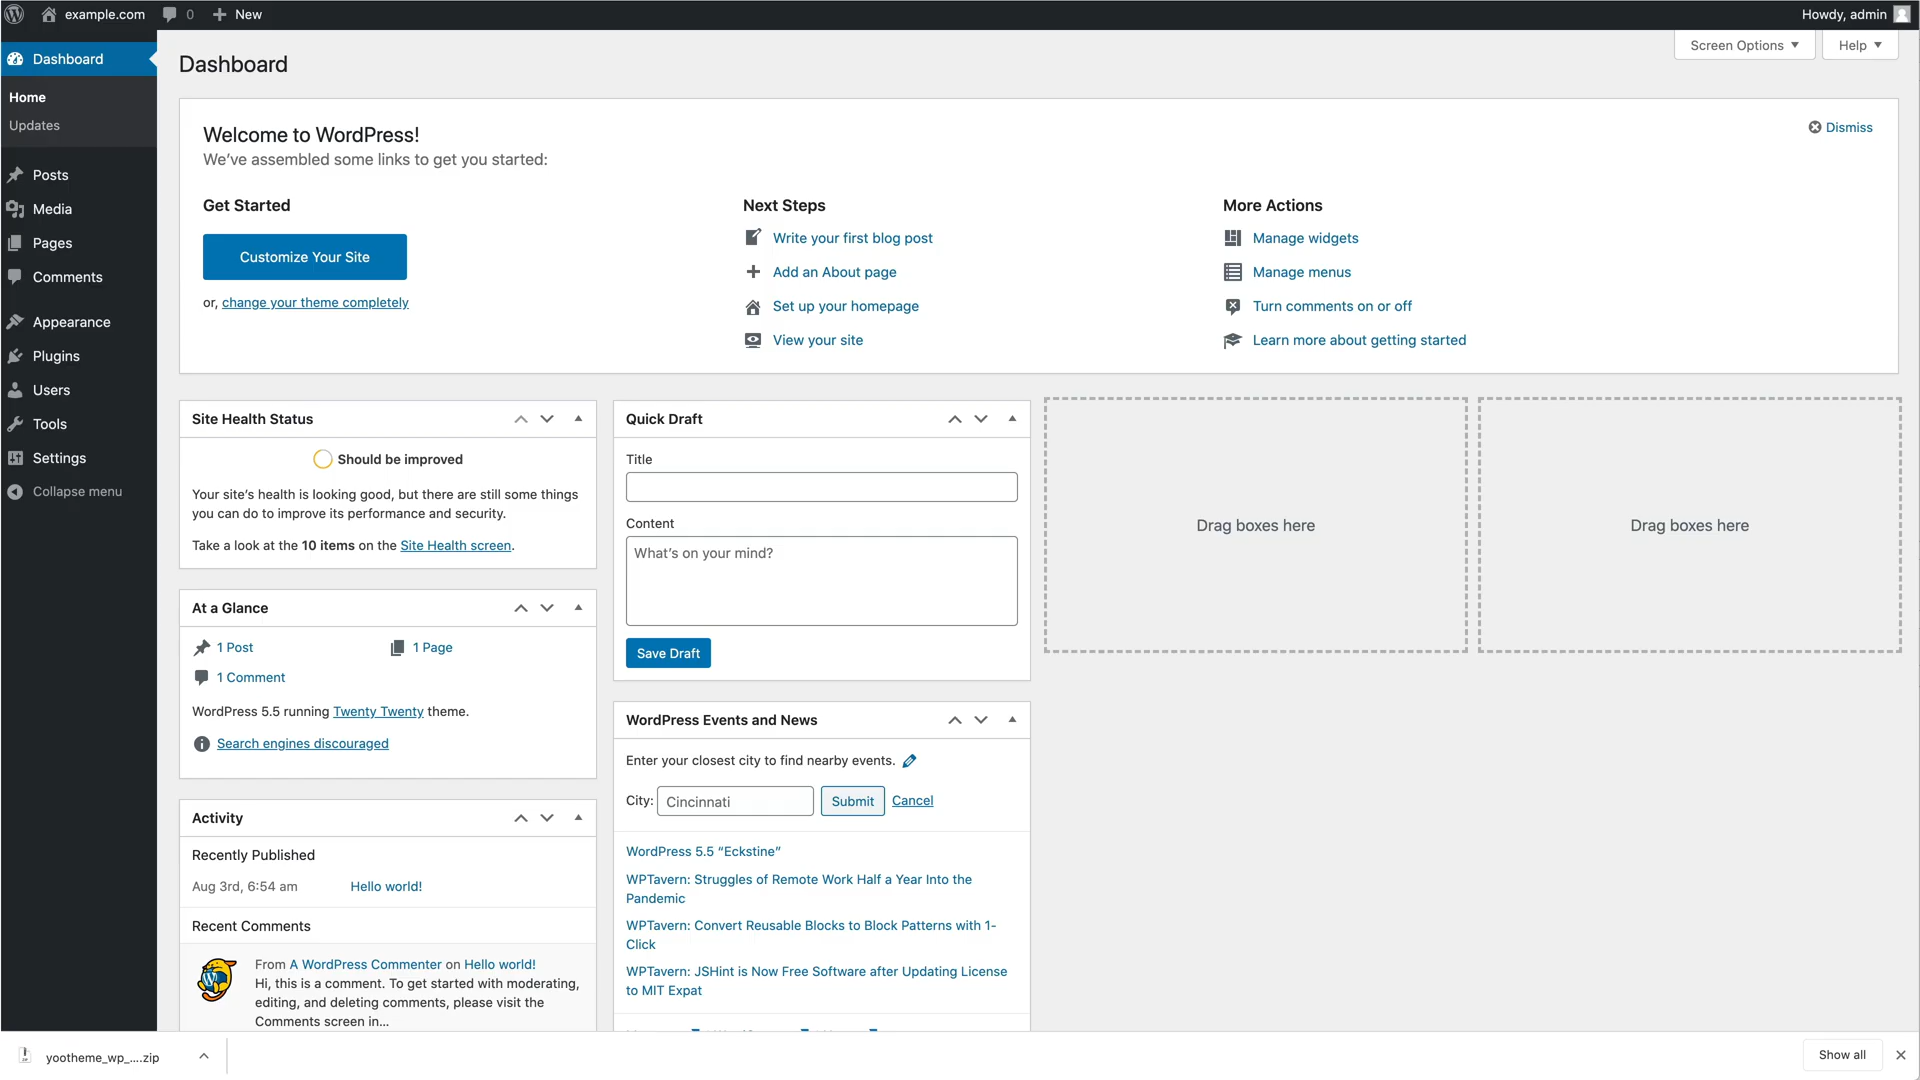 example.com
0
New
Howdy, admin
Dashboard
Home
Updates
Posts
Media
Pages
Comments
Appearance
Plugins
Users
Tools
Settings
Collapse menu
Screen Options
Help
Dashboard
Welcome to WordPress!
We've assembled some links to get you started:
Dismiss
Get Started
Customize Your Site
or, change your theme completely
Next Steps
Write your first blog post
Add an About page
Set up your homepage
View your site
More Actions
Manage widgets
Manage menus
Turn comments on or off
Learn more about getting started
Site Health Status
Should be improved
Your site's health is looking good, but there are still some things
you can do to improve its performance and security.
Take a look at the 10 items on the Site Health screen.
At a Glance
1 Post
1 Page
1 Comment
WordPress 5.5 running Twenty Twenty theme.
Search engines discouraged
Activity
Recently Published
Aug 3rd, 6:54 am
Hello world!
Recent Comments
From A WordPress Commenter on Hello world!
Hi, this is a comment. To get started with moderating,
editing, and deleting comments, please visit the
Comments screen in...
Quick Draft
Title
Content
What's on your mind?
Save Draft
WordPress Events and News
Enter your closest city to find nearby events.
City: Cincinnati Submit Cancel
WordPress 5.5 “Eckstine”
WPTavern: Struggles of Remote Work Half a Year Into the
Pandemic
WPTavern: Convert Reusable Blocks to Block Patterns with 1-
Click
WPTavern: JSHint is Now Free Software after Updating License
to MIT Expat
Drag boxes here
Drag boxes here
yootheme_wp_....zip
Show all